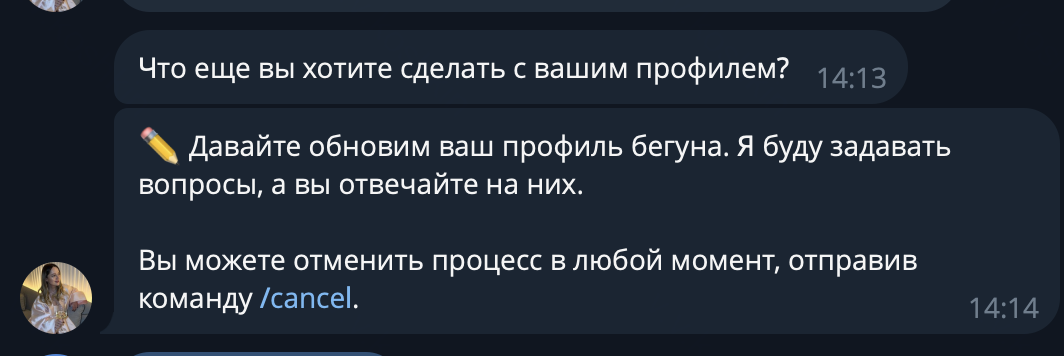 Что еще вы хотите сделать с вашим профилем? 14:13
✏️ Давайте обновим ваш профиль бегуна. Я буду задавать
вопросы, а вы отвечайте на них.
Вы можете отменить процесс в любой момент, отправив
команду /cancel.
14:14